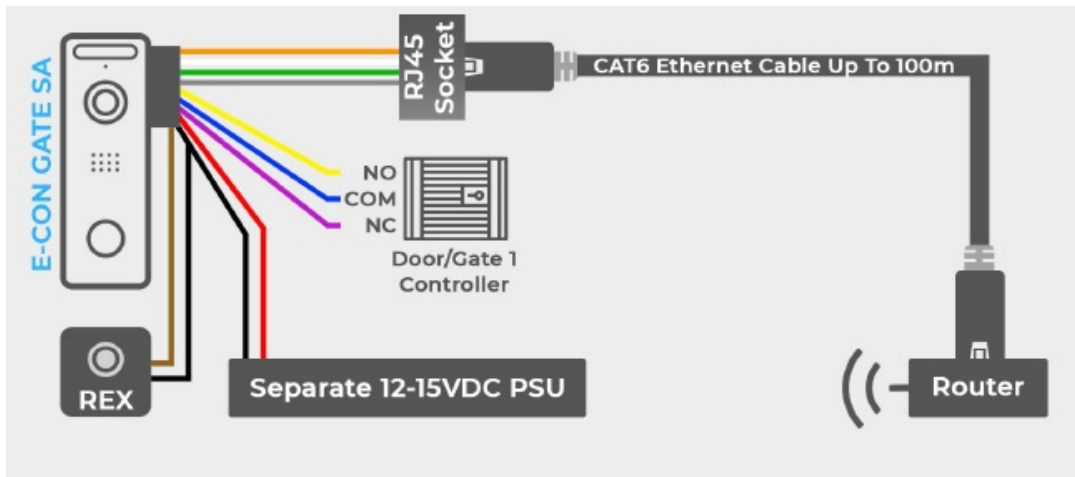 E-CON GATE SA
RJ45
Socket
CAT6 Ethernet Cable Up To 100m
NO
COM
NC
Door/Gate 1
Controller
REX
Separate 12-15VDC PSU
Router